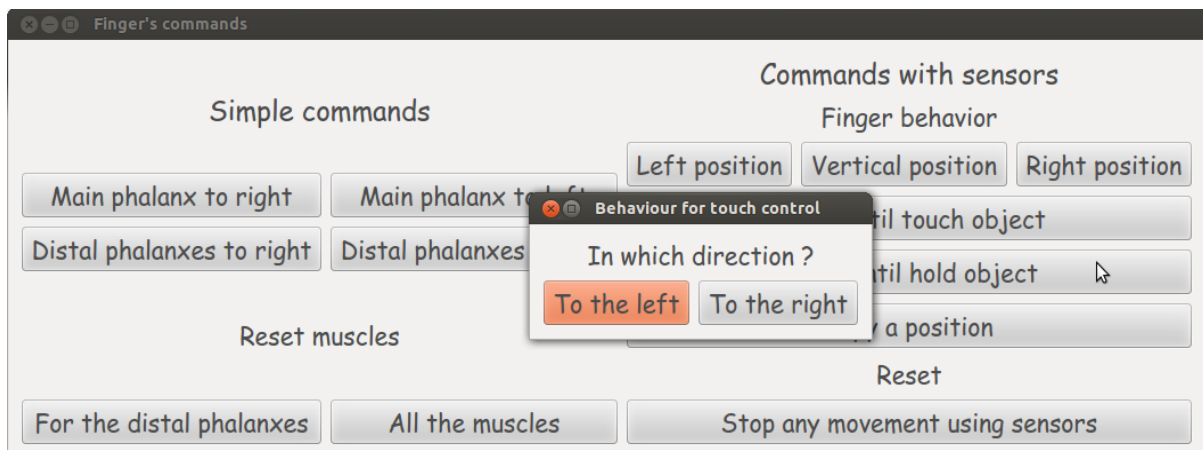 Finger's commands
Simple commands
Main phalanx to right
Main phalanx to
Distal phalanxes to right
Distal phalanxes
Reset muscles
For the distal phalanxes
All the muscles
Commands with sensors
Finger behavior
Left position
Vertical position
Right position
touch object
hold object
a position
Reset
Stop any movement using sensors
Behaviour for touch control
In which direction ?
To the left
To the right